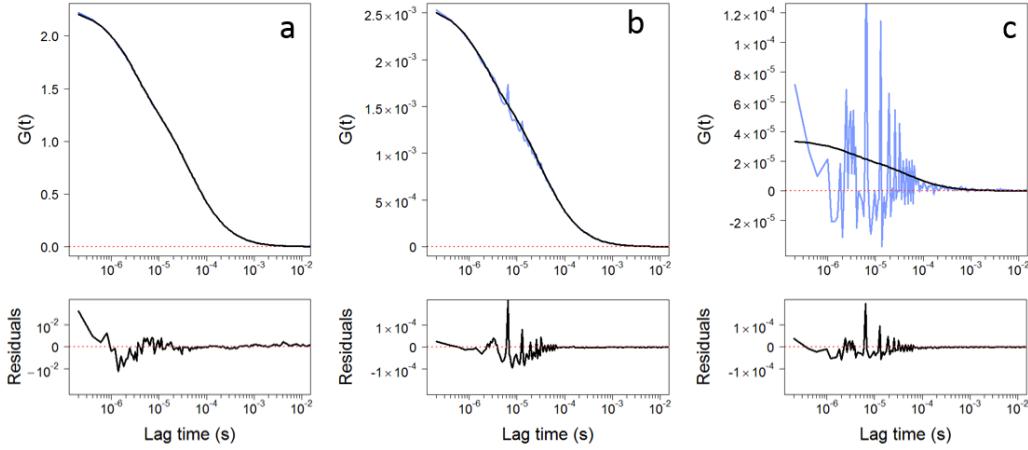 a
G(t)
2.0
1.5
1.0
0.5
0.0
10⁻⁶ 10⁻⁵ 10⁻⁴ 10⁻³ 10⁻²
Residuals
10⁻²
0
−10⁻²
10⁻⁶ 10⁻⁵ 10⁻⁴ 10⁻³ 10⁻²
Lag time (s)
b
G(t)
2.5×10⁻³
2×10⁻³
1.5×10⁻³
1×10⁻³
5×10⁻⁴
0
10⁻⁶ 10⁻⁵ 10⁻⁴ 10⁻³ 10⁻²
Residuals
1×10⁻⁴
0
-1×10⁻⁴
10⁻⁶ 10⁻⁵ 10⁻⁴ 10⁻³ 10⁻²
Lag time (s)
c
G(t)
1.2×10⁻⁴
1×10⁻⁴
8×10⁻⁵
6×10⁻⁵
4×10⁻⁵
2×10⁻⁵
0
-2×10⁻⁵
10⁻⁶ 10⁻⁵ 10⁻⁴ 10⁻³ 10⁻²
Residuals
1×10⁻⁴
0
-1×10⁻⁴
10⁻⁶ 10⁻⁵ 10⁻⁴ 10⁻³ 10⁻²
Lag time (s)